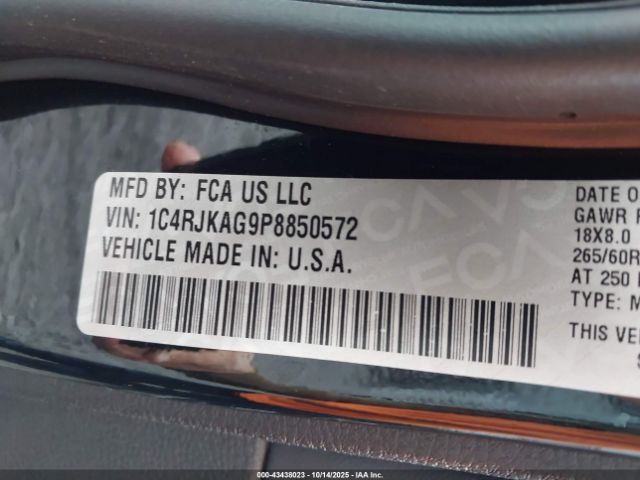 MFD BY: FCA US LLC
VIN: 1C4RJKAG9P8850572
VEHICLE MADE IN: U.S.A.
DATE O
GAWR
18X8.0
265/60R
AT 250
TYPE: M
THIS VE
000-43438023 - 10/14/2025 - IAA Inc.